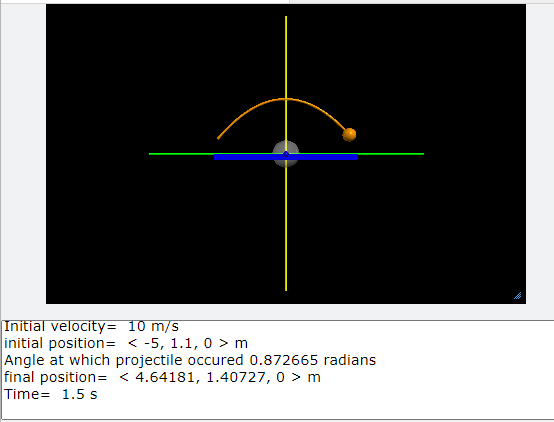 Initial velocity=  10 m/s
initial position=  < -5, 1.1, 0 > m
Angle at which projectile occured 0.872665 radians
final position=  < 4.64181, 1.40727, 0 > m
Time=  1.5 s